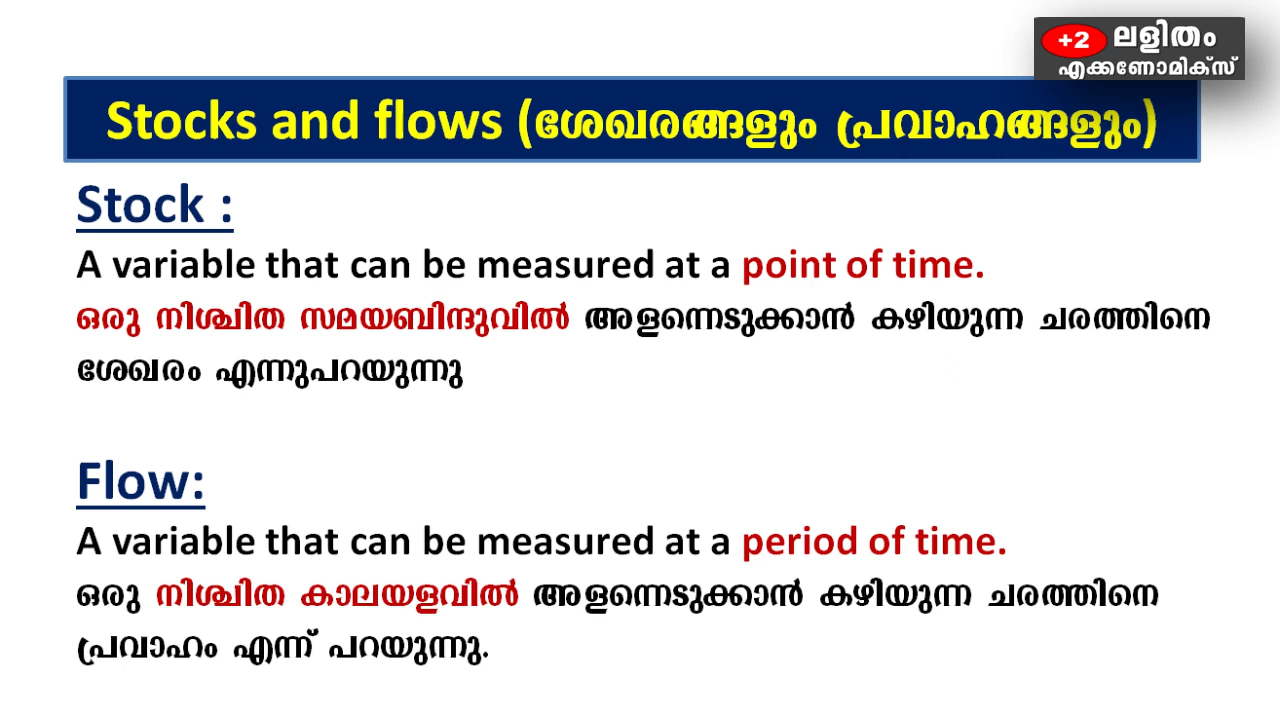 +2 ലളിതം
എക്കണോമിക്സ്
Stocks and flows (ശേഖരങ്ങളും പ്രവാഹങ്ങളും)
Stock :
A variable that can be measured at a point of time.
ഒരു നിശ്ചിത സമയബിന്ദുവിൽ അളന്നെടുക്കാൻ കഴിയുന്ന ചരത്തിനെ
ശേഖരം എന്നുപറയുന്നു
Flow:
A variable that can be measured at a period of time.
ഒരു നിശ്ചിത കാലയളവിൽ അളന്നെടുക്കാൻ കഴിയുന്ന ചരത്തിനെ
പ്രവാഹം എന്ന് പറയുന്നു.